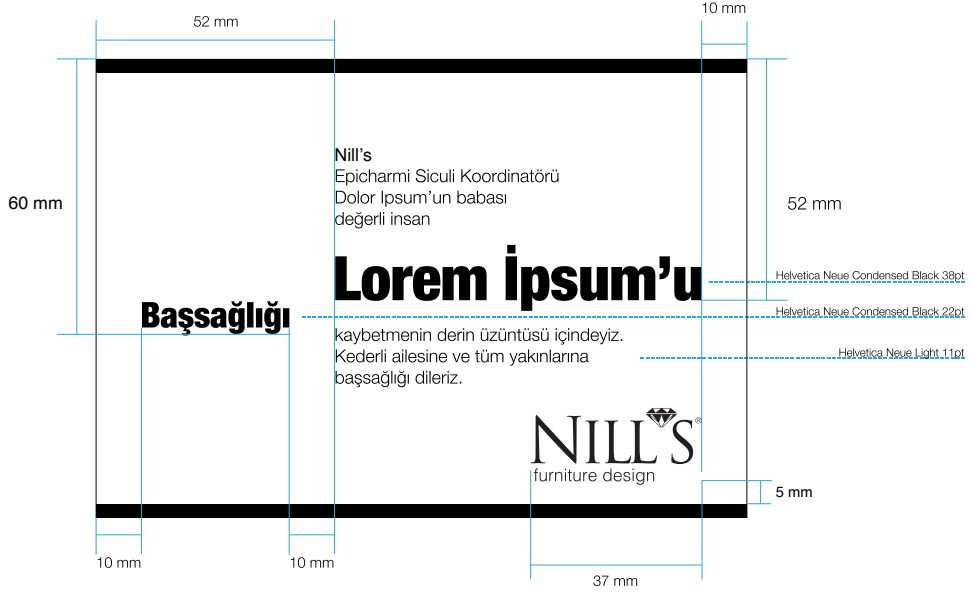 52 mm
10 mm
60 mm
52 mm
Nill’s
Epicharmi Siculi Koordinatörü
Dolor Ipsum’un babası
değerli insan
Lorem İpsum’u
Helvetica Neue Condensed Black 38pt
Başsağlığı
Helvetica Neue Condensed Black 22pt
kaybetmenin derin üzüntüsü içindeyiz.
Kederli ailesine ve tüm yakınlarına
başsağlığı dileriz.
Helvetica Neue Light 11pt
NILL'S®
furniture design
5 mm
10 mm
10 mm
37 mm